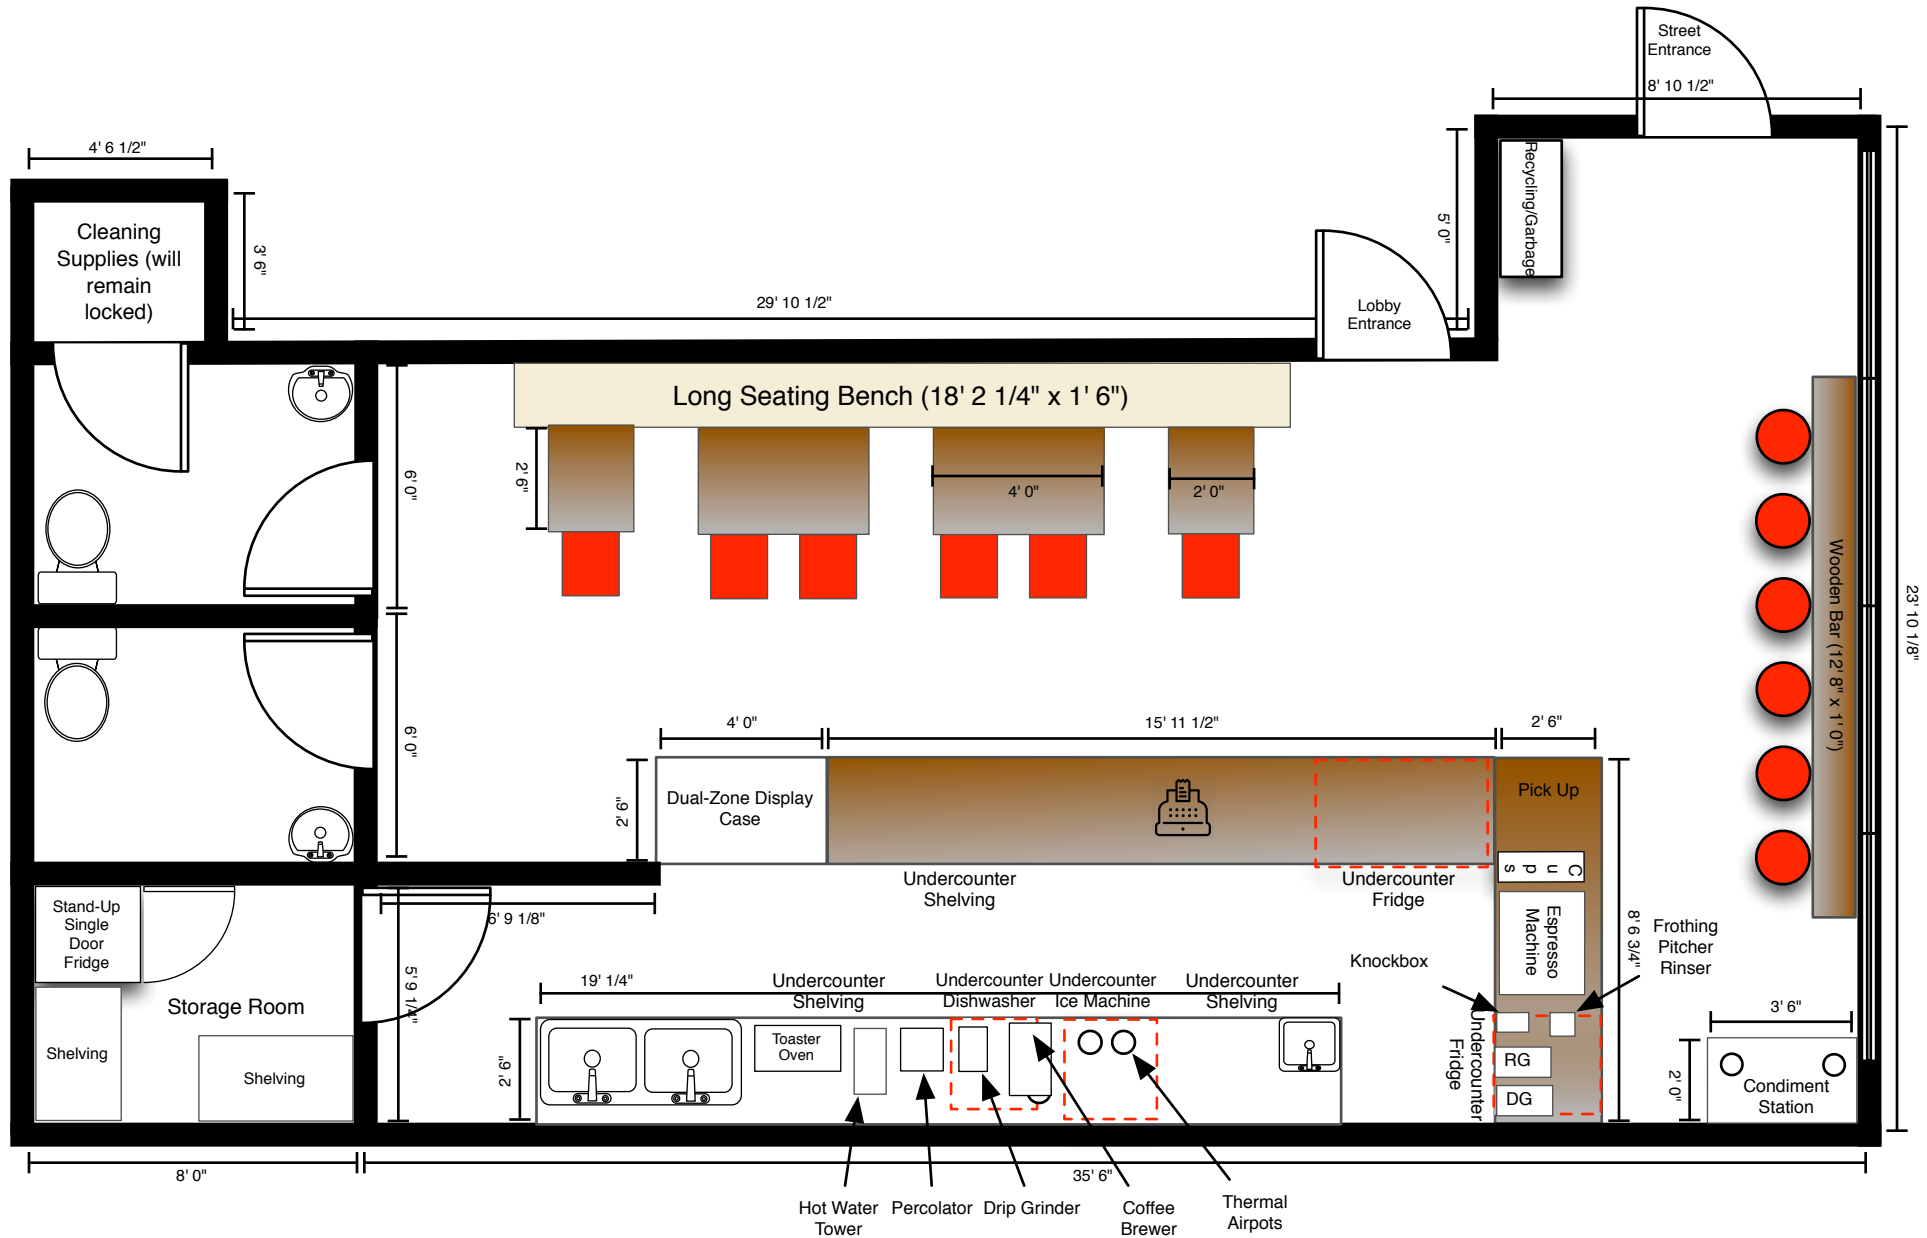 Street
Entrance
8' 10 1/2"
4' 6 1/2"
Recycling/Garbage
5' 0"
Cleaning
Supplies (will
remain
locked)
3' 6"
29' 10 1/2"
Lobby
Entrance
Long Seating Bench (18' 2 1/4" x 1' 6")
6' 0"
2' 6"
4' 0"
2' 0"
Wooden Bar (12' 8" x 1' 0")
23' 10 1/8"
6' 0"
4' 0"
15' 11 1/2"
2' 6"
2' 6"
Dual-Zone Display
Case
Pick Up
Cups
Undercounter
Shelving
Undercounter
Fridge
Stand-Up
Single
Door
Fridge
6' 9 1/8"
Espresso
Machine
8' 6 3/4"
Frothing
Pitcher
Rinser
Knockbox
5' 9 1/4"
Storage Room
19' 1/4"
Undercounter
Shelving
Undercounter
Dishwasher
Undercounter
Ice Machine
Undercounter
Shelving
Shelving
Shelving
2' 6"
Toaster
Oven
Undercounter
Fridge
RG
DG
3' 6"
2' 0"
Condiment
Station
8' 0"
35' 6"
Hot Water
Tower
Percolator
Drip Grinder
Coffee
Brewer
Thermal
Airpots